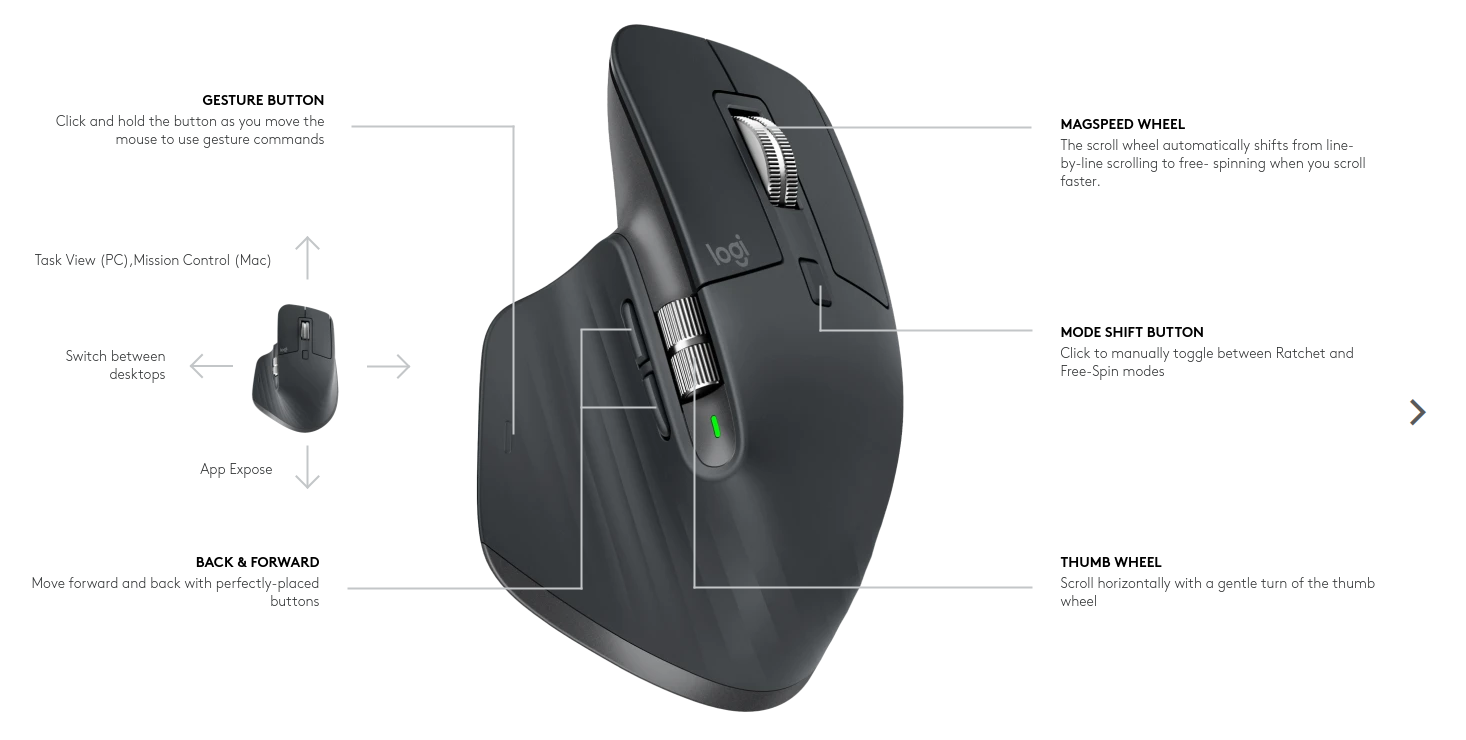 GESTURE BUTTON
Click and hold the button as you move the
mouse to use gesture commands
Task View (PC),Mission Control (Mac)
Switch between
desktops
App Expose
BACK & FORWARD
Move forward and back with perfectly-placed
buttons
logi
MAGSPEED WHEEL
The scroll wheel automatically shifts from line-
by-line scrolling to free- spinning when you scroll
faster.
MODE SHIFT BUTTON
Click to manually toggle between Ratchet and
Free-Spin modes
THUMB WHEEL
Scroll horizontally with a gentle turn of the thumb
wheel